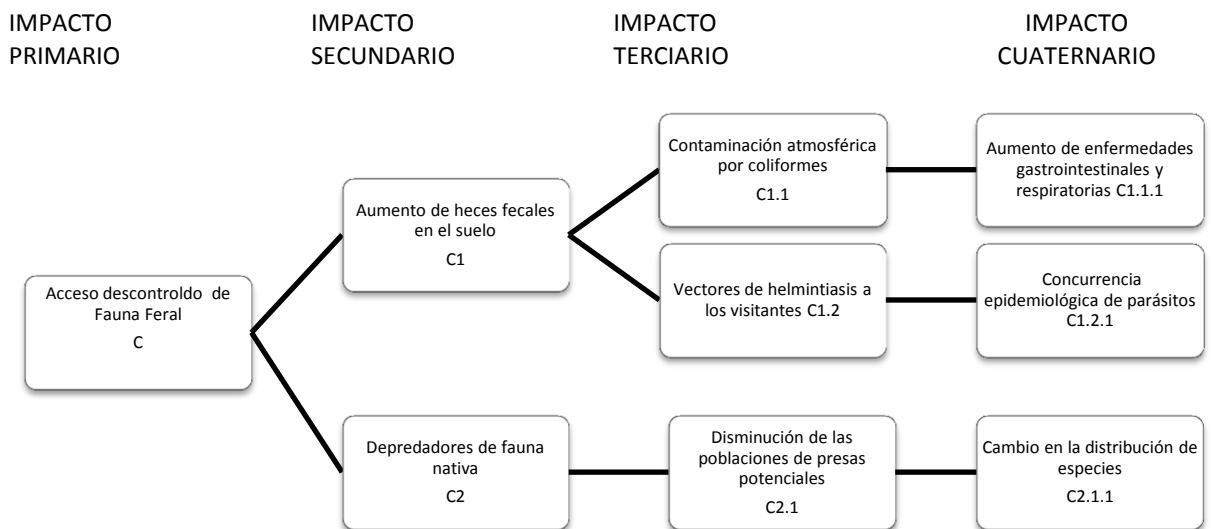 IMPACTO
PRIMARIO
IMPACTO
SECUNDARIO
IMPACTO
TERCIARIO
IMPACTO
CUATERNARIO
Acceso descontroldo de
Fauna Feral
C
Aumento de heces fecales
en el suelo
C1
Depredadores de fauna
nativa
C2
Contaminación atmosférica
por coliformes
C1.1
Vectores de helmintiasis a
los visitantes C1.2
Disminución de las
poblaciones de presas
potenciales
C2.1
Aumento de enfermedades
gastrointestinales y
respiratorias C1.1.1
Concurrencia
epidemiológica de parásitos
C1.2.1
Cambio en la distribución de
especies
C2.1.1